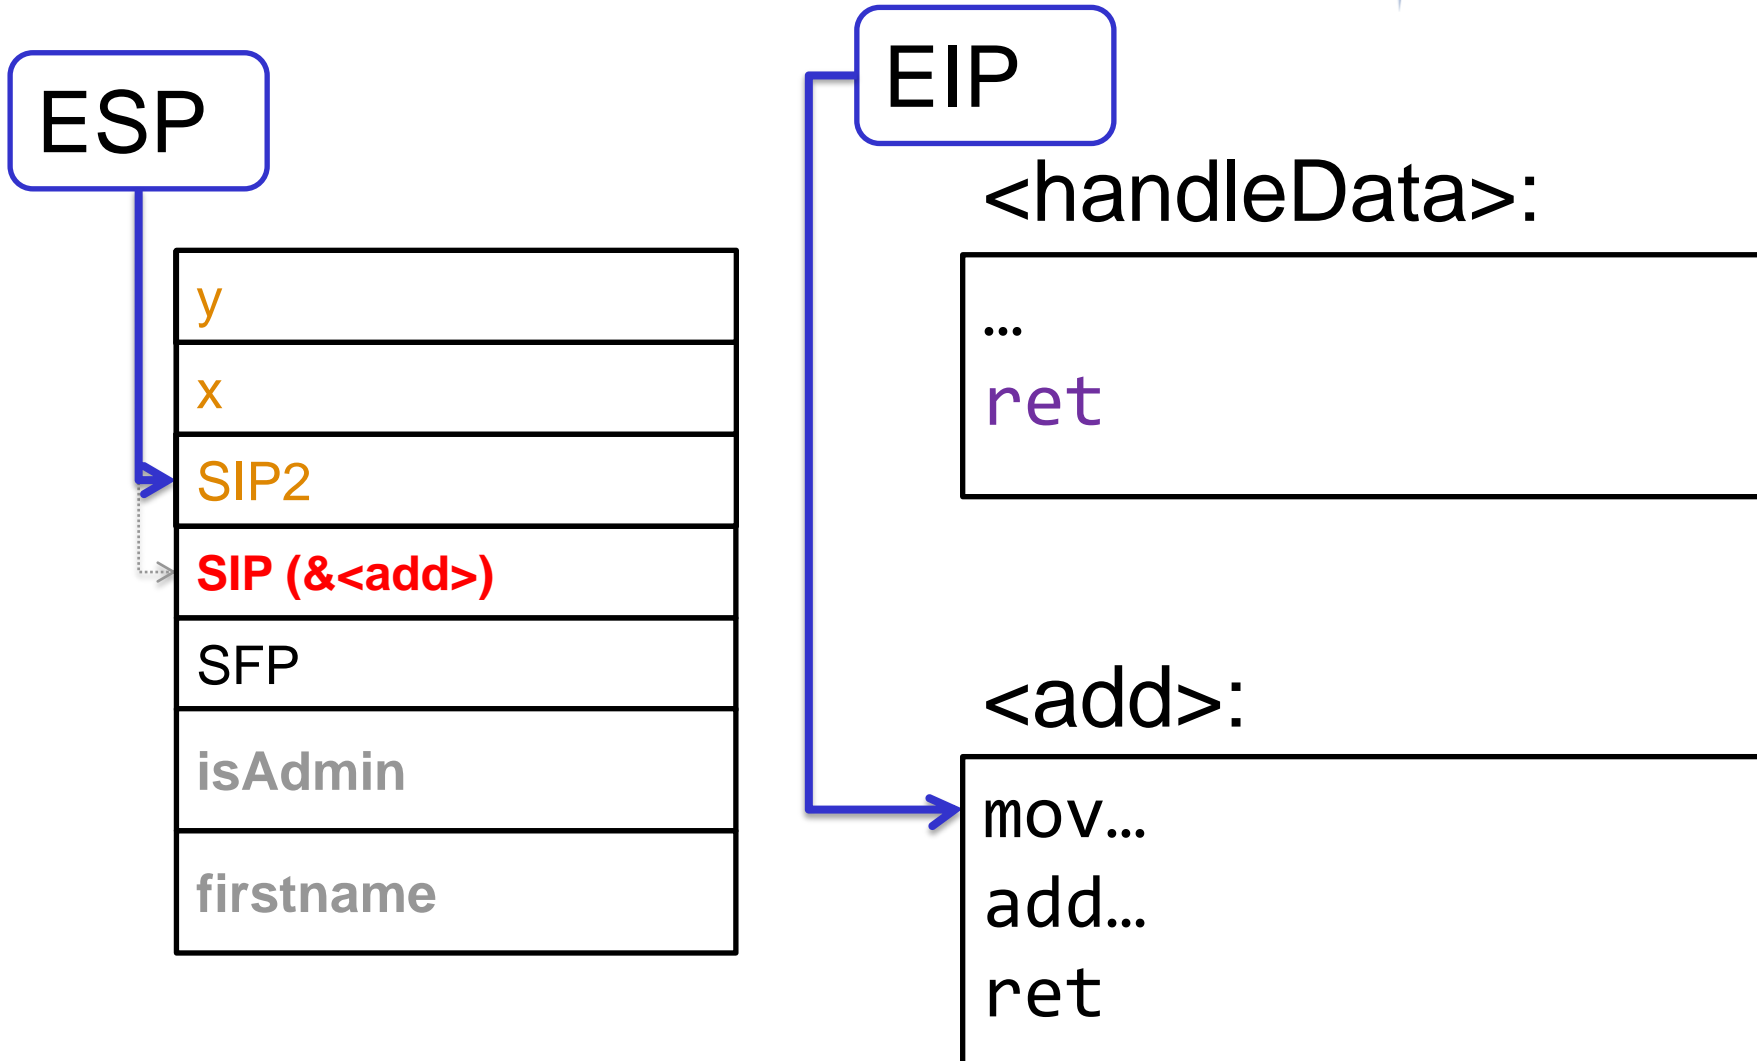 ESP
EIP
<handleData>:
y
x
SIP2
SIP (&<add>)
SFP
isAdmin
firstname
…
ret
<add>:
mov…
add…
ret